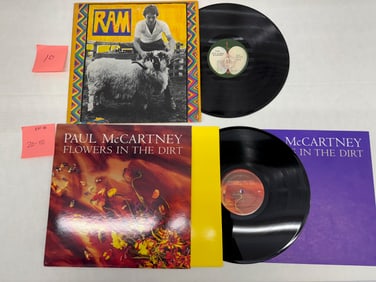 RAM
10
PAUL McCARTNEY
FLOWERS IN THE DIRT
McCARTNEY
IN THE DIRT